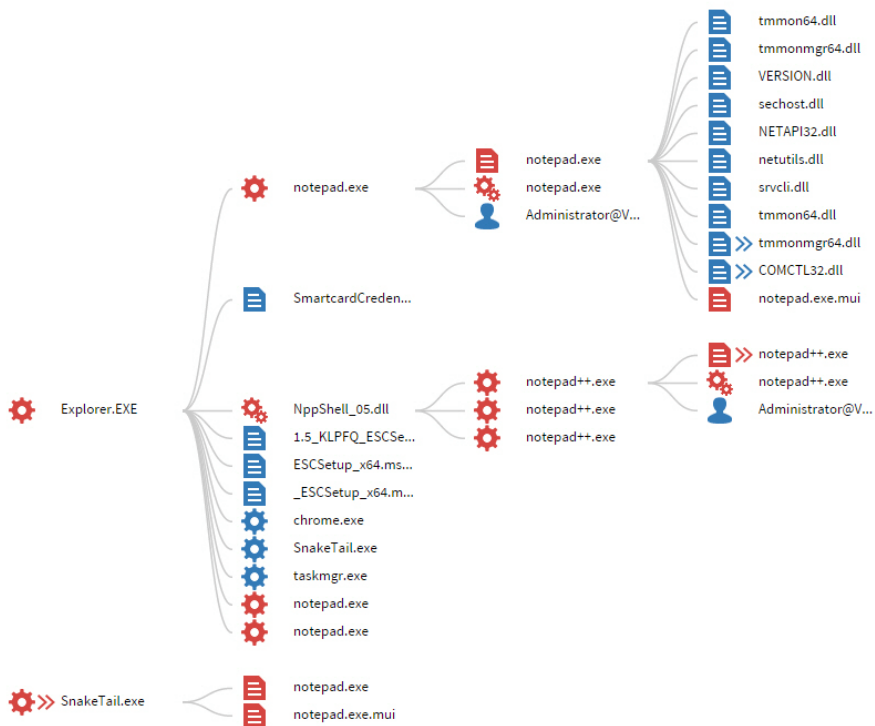 tmmon64.dll
tmmonmgr64.dll
VERSION.dll
sechost.dll
NETAPI32.dll
notepad.exe
netutils.dll
notepad.exe
notepad.exe
srvcli.dll
Administrator@V...
tmmon64.dll
tmmonmgr64.dll
COMCTL32.dll
SmartcardCreden...
notepad.exe.mui
notepad++.exe
notepad++.exe
notepad++.exe
Explorer.EXE
NppShell_05.dll
notepad++.exe
Administrator@V...
1.5_KLPFQ_ESCSe...
notepad++.exe
ESCSetup_x64.ms...
_ESCSetup_x64.m...
chrome.exe
SnakeTail.exe
taskmgr.exe
notepad.exe
notepad.exe
notepad.exe
SnakeTail.exe
notepad.exe.mui